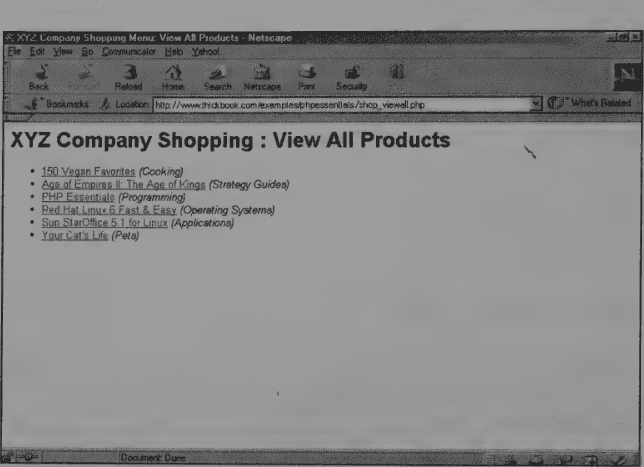 XYZ Company Shopping Menu: View All Products - Netscape
File Edit View Go Communicator Help Yahoo!
Back Forward Reload Home Search Netscape Print Security
Bookmarks Location: http://www.thickbook.com/examples/phpessentials/shop_viewall.php What's Related
XYZ Company Shopping : View All Products
• 150 Vegan Favorites (Cooking)
• Age of Empires II: The Age of Kings (Strategy Guides)
• PHP Essentials (Programming)
• Red Hat Linux 6 Fast & Easy (Operating Systems)
• Sun StarOffice 5.1 for Linux (Applications)
• Your Cat's Life (Pets)
Document: Done